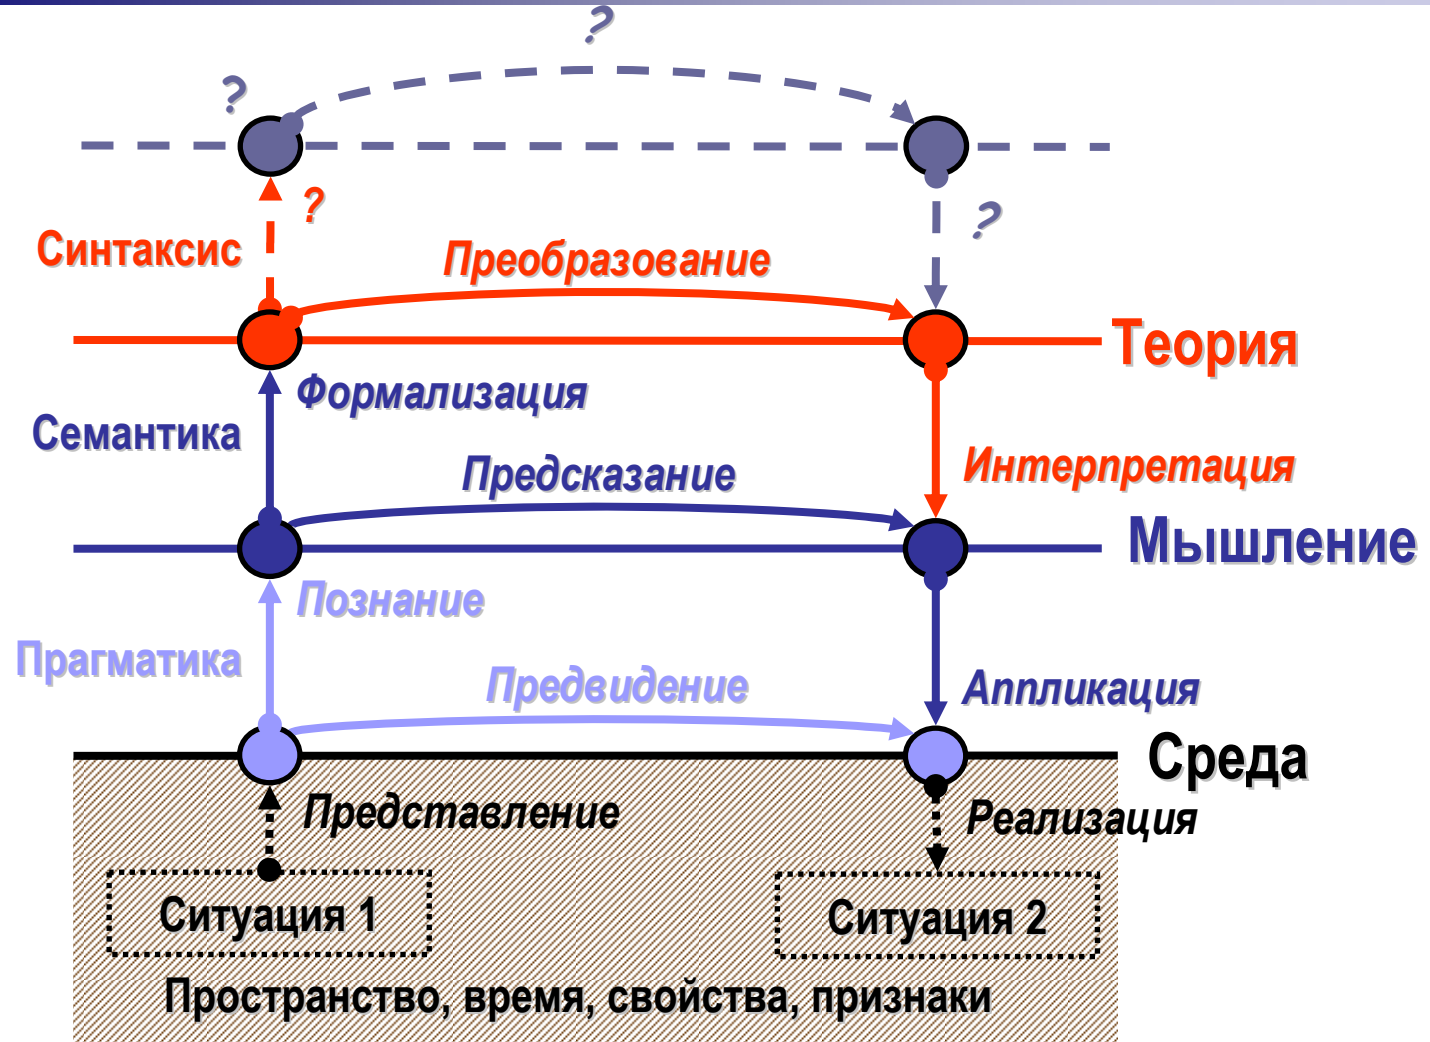 ?
?
?
?
Синтаксис
Преобразование
Теория
Формализация
Семантика
Предсказание
Интерпретация
Мышление
Познание
Прагматика
Предвидение
Аппликация
Среда
Представление
Реализация
Ситуация 1
Ситуация 2
Пространство, время, свойства, признаки